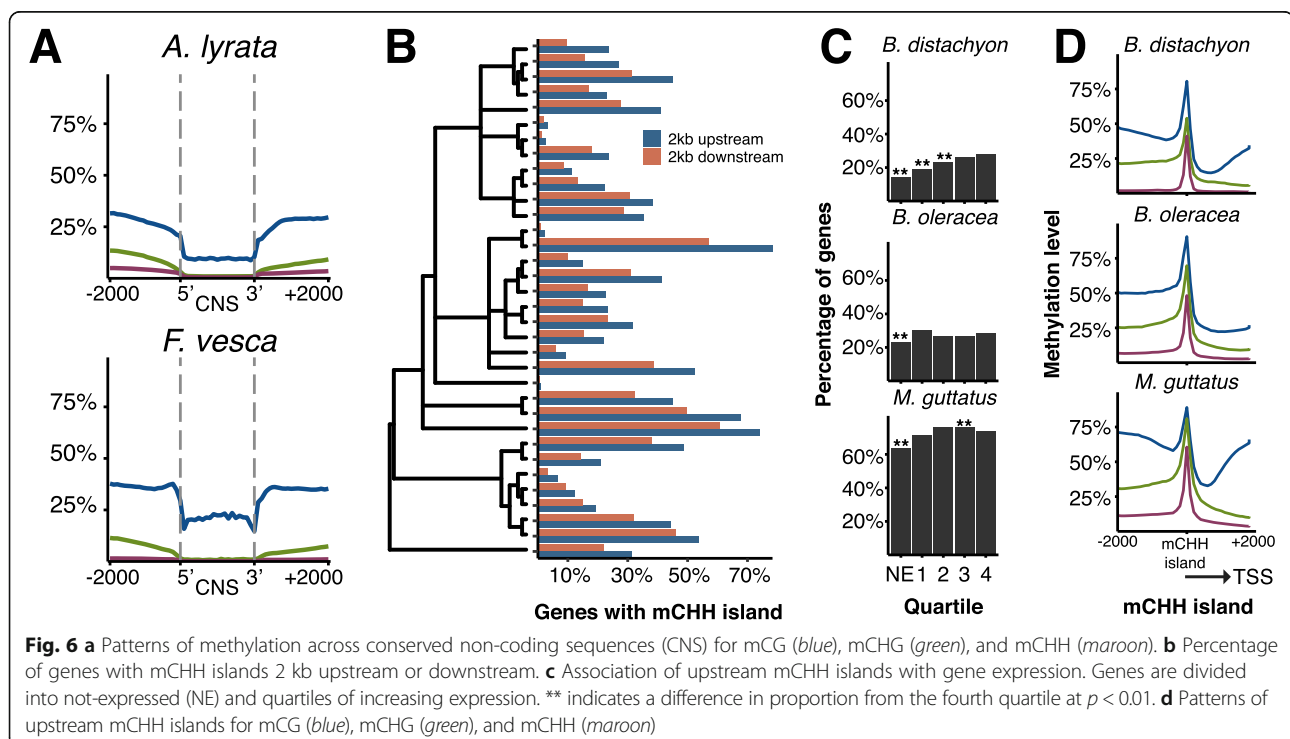 A
A. lyrata
75%
50%
25%
-2000 5’ CNS 3’ +2000
F. vesca
75%
50%
25%
-2000 5’ CNS 3’ +2000
B
2kb upstream
2kb downstream
10% 30% 50% 70%
Genes with mCHH island
C
B. distachyon
60%
40%
20%
** ** **
B. oleracea
60%
40%
20%
**
M. guttatus
60%
40%
20%
** **
NE 1 2 3 4
Quartile
Percentage of genes
D
B. distachyon
75%
50%
25%
B. oleracea
75%
50%
25%
M. guttatus
75%
50%
25%
-2000 mCHH island +2000
TSS
mCHH island
Methylation level
Fig. 6 a Patterns of methylation across conserved non-coding sequences (CNS) for mCG (blue), mCHG (green), and mCHH (maroon). b Percentage
of genes with mCHH islands 2 kb upstream or downstream. c Association of upstream mCHH islands with gene expression. Genes are divided
into not-expressed (NE) and quartiles of increasing expression. ** indicates a difference in proportion from the fourth quartile at p < 0.01. d Patterns of
upstream mCHH islands for mCG (blue), mCHG (green), and mCHH (maroon)